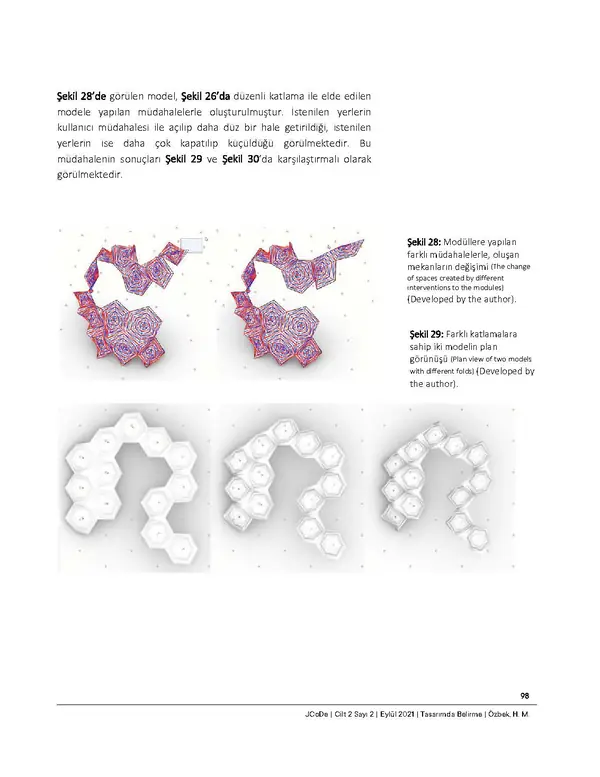 Şekil 28’de görülen model, Şekil 26’da düzenli katlama ile elde edilen
modele yapılan müdahalelerle oluşturulmuştur. İstenilen yerlerin
kullanıcı müdahalesi ile açılıp daha düz bir hale getirildiği, istenilen
yerlerin ise daha çok kapatılıp küçüldüğü görülmektedir. Bu
müdahalenin sonuçları Şekil 29 ve Şekil 30’da karşılaştırmalı olarak
görülmektedir.
Şekil 28: Modüllere yapılan
farklı müdahalelerle, oluşan
mekanların değişimi (The change
of spaces created by different
interventions to the modules)
(Developed by the author).
Şekil 29: Farklı katlamalara
sahip iki modelin plan
görünüşü (Plan view of two models
with different folds) (Developed by
the author).
98
JCoDe | Cilt 2 Sayı 2 | Eylül 2021 | Tasarımda Belirme | Özbek, H. M.